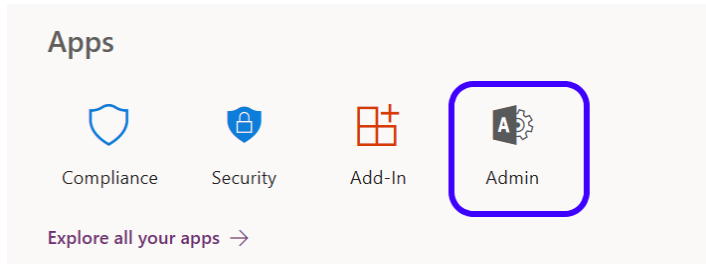 Apps
A
Compliance Security Add-In Admin
Explore all your apps →